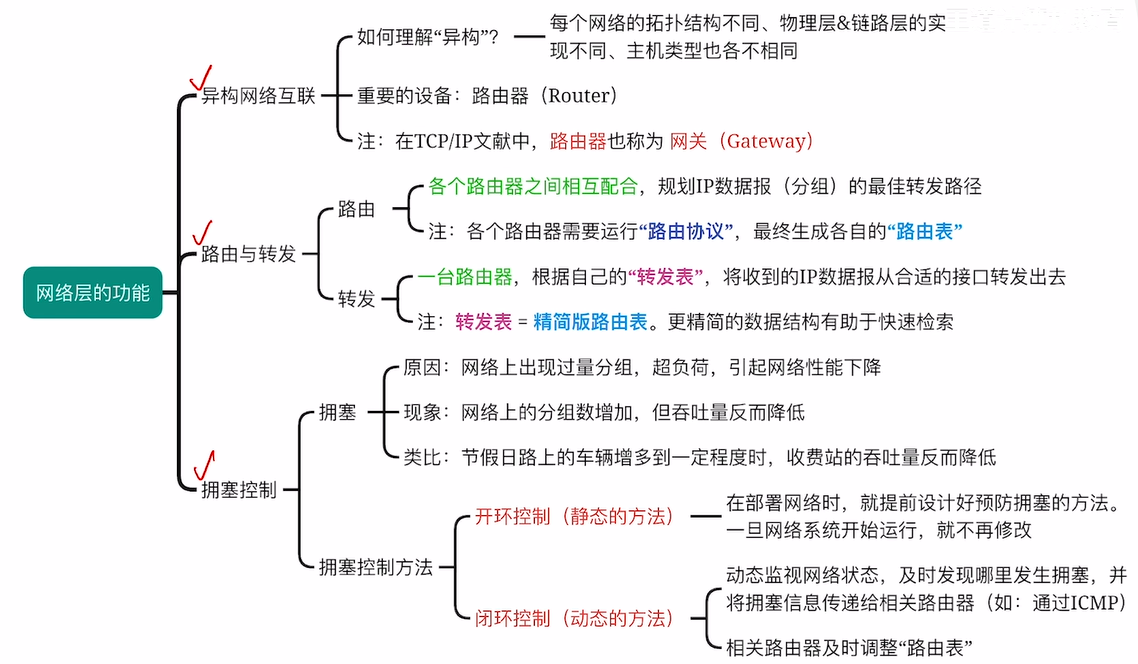 每个网络的拓扑结构不同、物理层&链路层的实
如何理解“异构”？
现不同、主机类型也各不相同
异构网络互联
重要的设备：路由器（Router）
注：在TCP/IP文献中，路由器也称为 网关（Gateway）
各个路由器之间相互配合，规划IP数据报（分组）的最佳转发路径
路由
注：各个路由器需要运行“路由协议”，最终生成各自的“路由表”
路由与转发
一台路由器，根据自己的“转发表”，将收到的IP数据报从合适的接口转发出去
转发
注：转发表 = 精简版路由表。更精简的数据结构有助于快速检索
网络层的功能
原因：网络上出现过量分组，超负荷，引起网络性能下降
拥塞
现象：网络上的分组数增加，但吞吐量反而降低
类比：节假日路上的车辆增多到一定程度时，收费站的吞吐量反而降低
拥塞控制
在部署网络时，就提前设计好预防拥塞的方法。
开环控制（静态的方法）
一旦网络系统开始运行，就不再修改
拥塞控制方法
动态监视网络状态，及时发现哪里发生拥塞，并
将拥塞信息传递给相关路由器（如：通过ICMP）
闭环控制（动态的方法）
相关路由器及时调整“路由表”